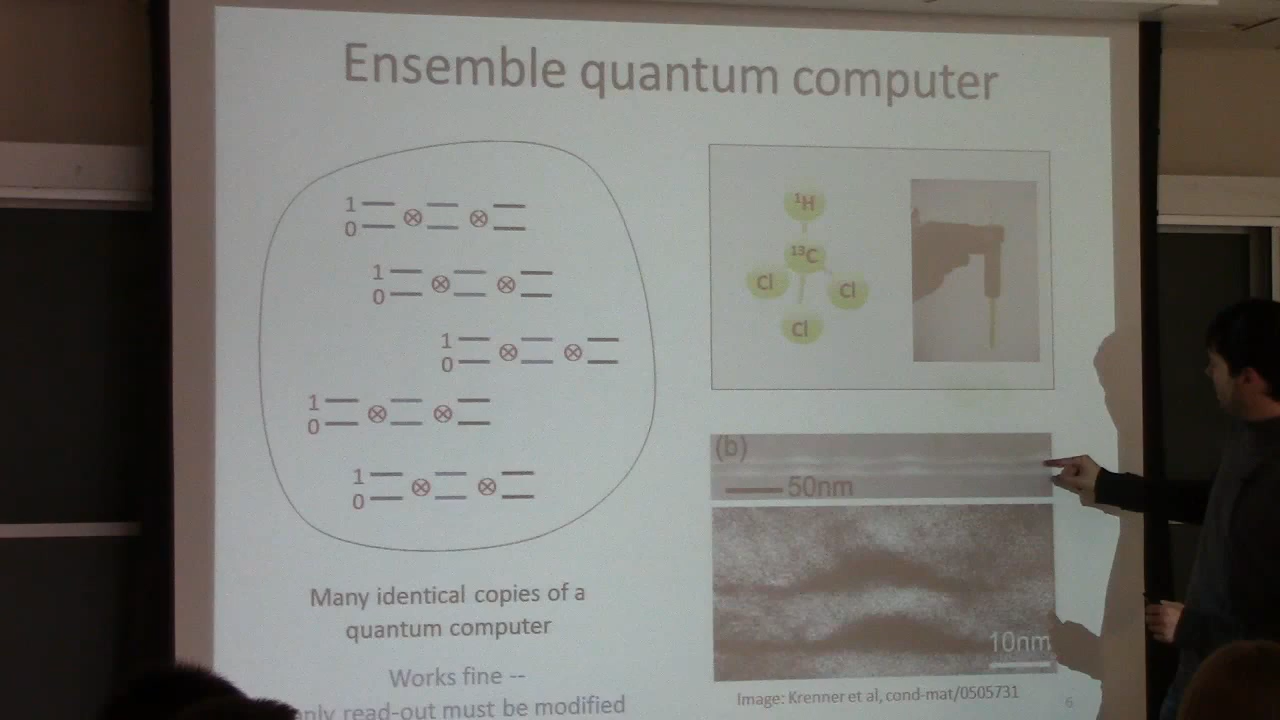 Ensemble quantum computer
1
0 ⊗ ⊗
1
0 ⊗ ⊗
1
0 ⊗ ⊗
1
0 ⊗ ⊗
1
0 ⊗ ⊗
Many identical copies of a
quantum computer
Works fine --
only read-out must be modified
¹H
¹³C
Cl
Cl
Cl
(b)
50nm
10nm
Image: Krenner et al, cond-mat/0505731
6